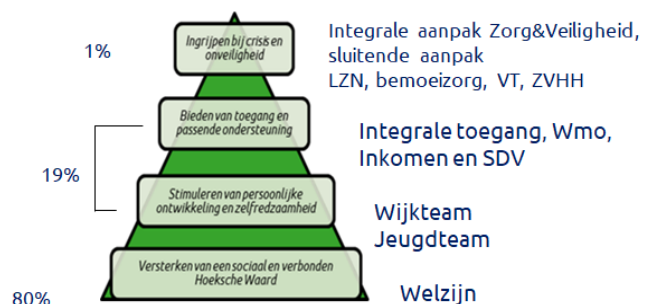 1%
Ingrijpen bij crisis en
onveiligheid
Integrale aanpak Zorg&Veiligheid,
sluitende aanpak
LZN, bemoeizorg, VT, ZVHH
Bieden van toegang en
passende ondersteuning
Integrale toegang, Wmo,
Inkomen en SDV
19%
Stimuleren van persoonlijke
ontwikkeling en zelfredzaamheid
Wijkteam
Jeugdteam
Versterken van een sociaal en verbonden
Hoeksche Waard
80%
Welzijn